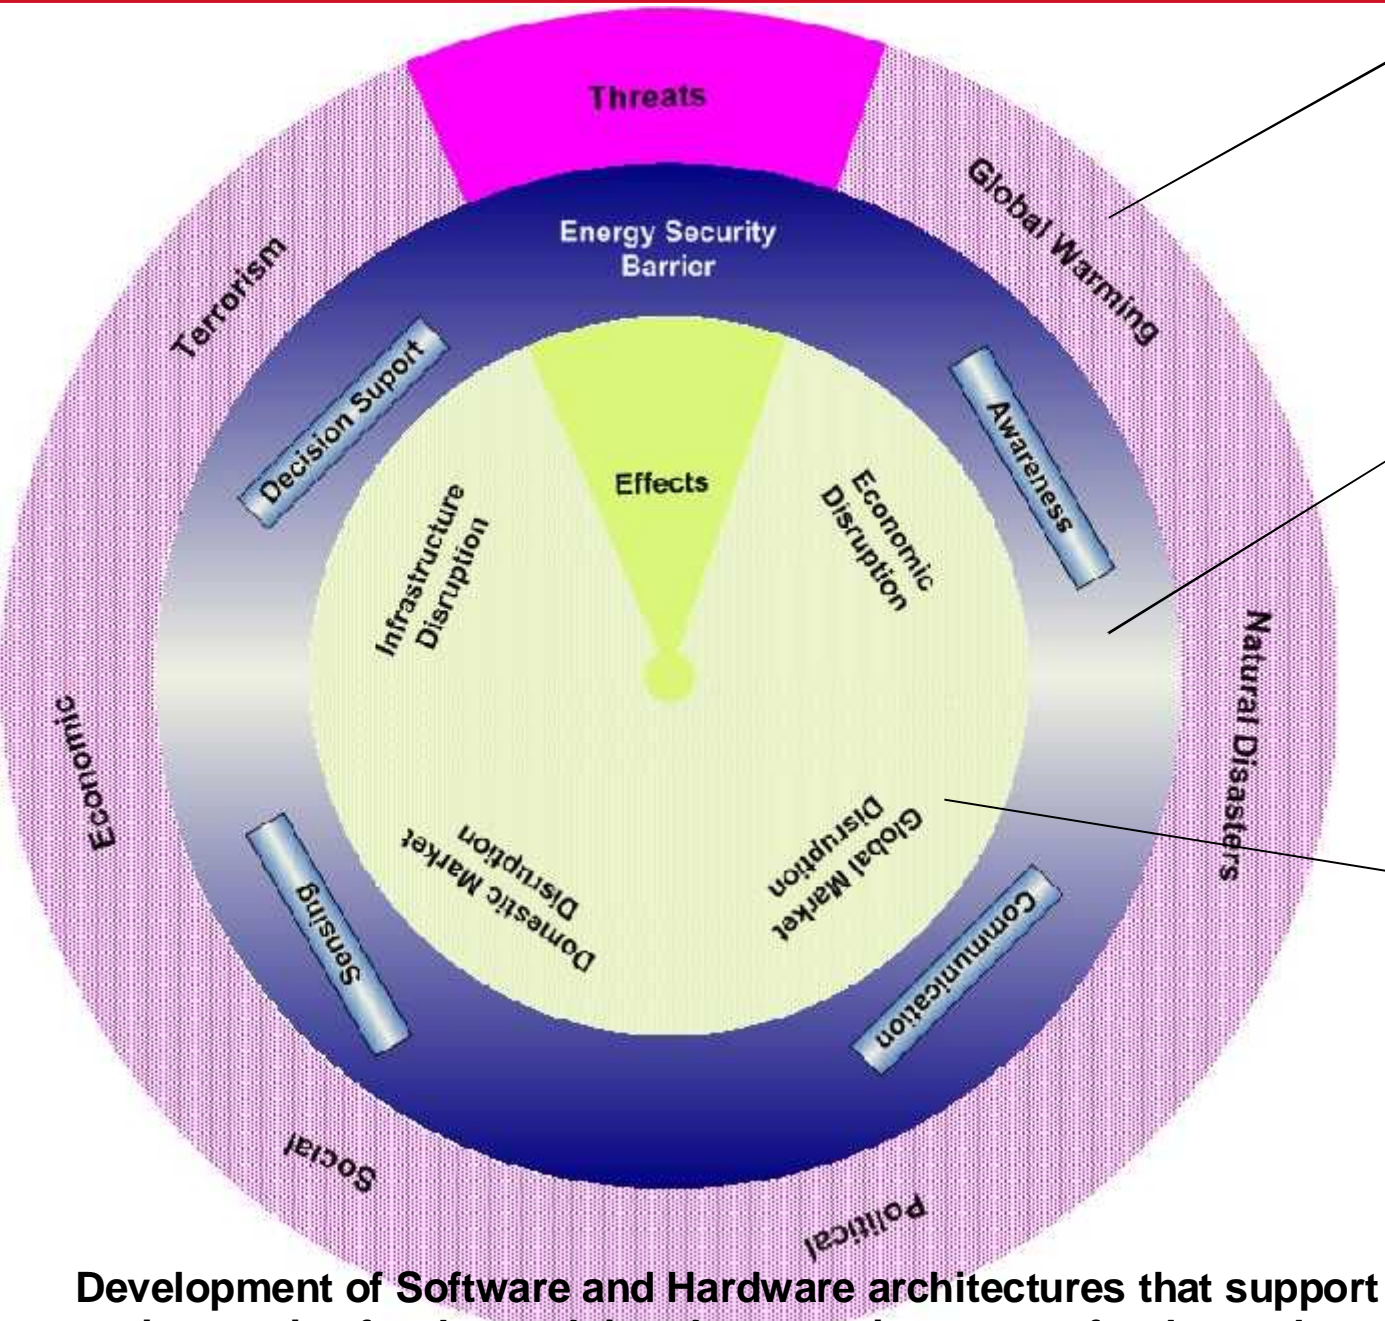 Threats
Global Warming
Natural Disasters
Political
Social
Economic
Terrorism
Energy Security
Barrier
Awareness
Communication
Sensing
Decision Suport
Effects
Economic
Disruption
Global Market
Disruption
Domestic Market
Disruption
Infrastructure
Disruption
Development of Software and Hardware architectures that support